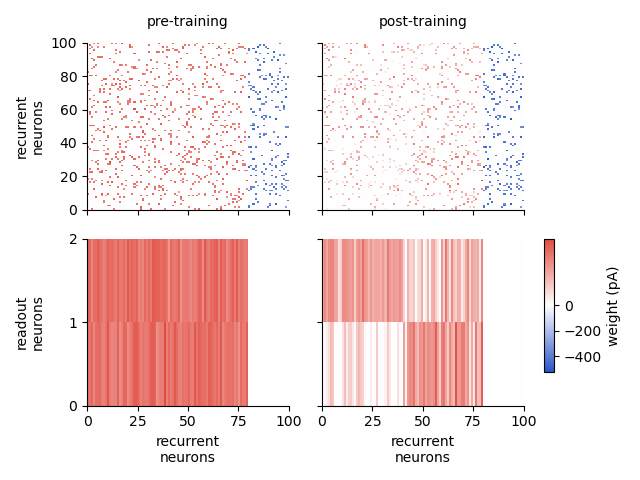 pre-training
post-training
100
80
60
40
20
0
recurrent
neurons
2
1
0
readout
neurons
0
−200
−400
weight (pA)
0 25 50 75 100
0 25 50 75 100
recurrent
neurons
recurrent
neurons